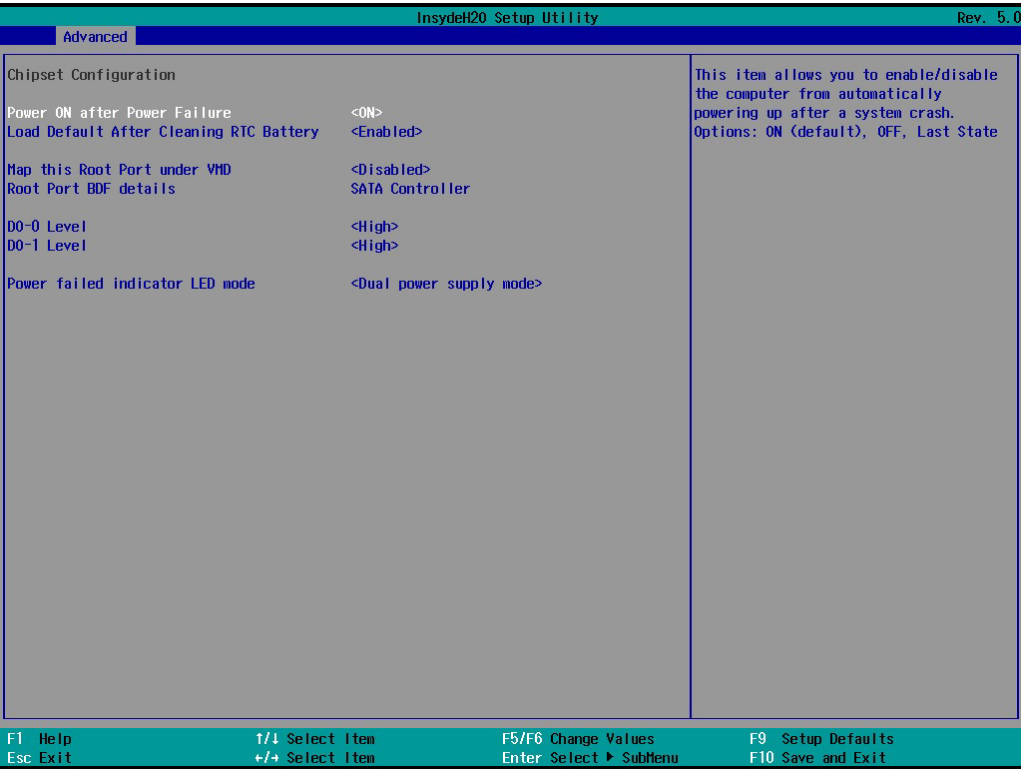 InsydeH20 Setup Utility Rev. 5.0
Advanced
Chipset Configuration
Power ON after Power Failure <ON>
Load Default After Cleaning RTC Battery <Enabled>
Map this Root Port under VMD <Disabled>
Root Port BDF details SATA Controller
DO-0 Level <High>
DO-1 Level <High>
Power failed indicator LED mode <Dual power supply mode>
This item allows you to enable/disable
the computer from automatically
powering up after a system crash.
Options: ON (default), OFF, Last State
F1 Help ↑/↓ Select Item F5/F6 Change Values F9 Setup Defaults
Esc Exit ←/→ Select Item Enter Select ▶ SubMenu F10 Save and Exit